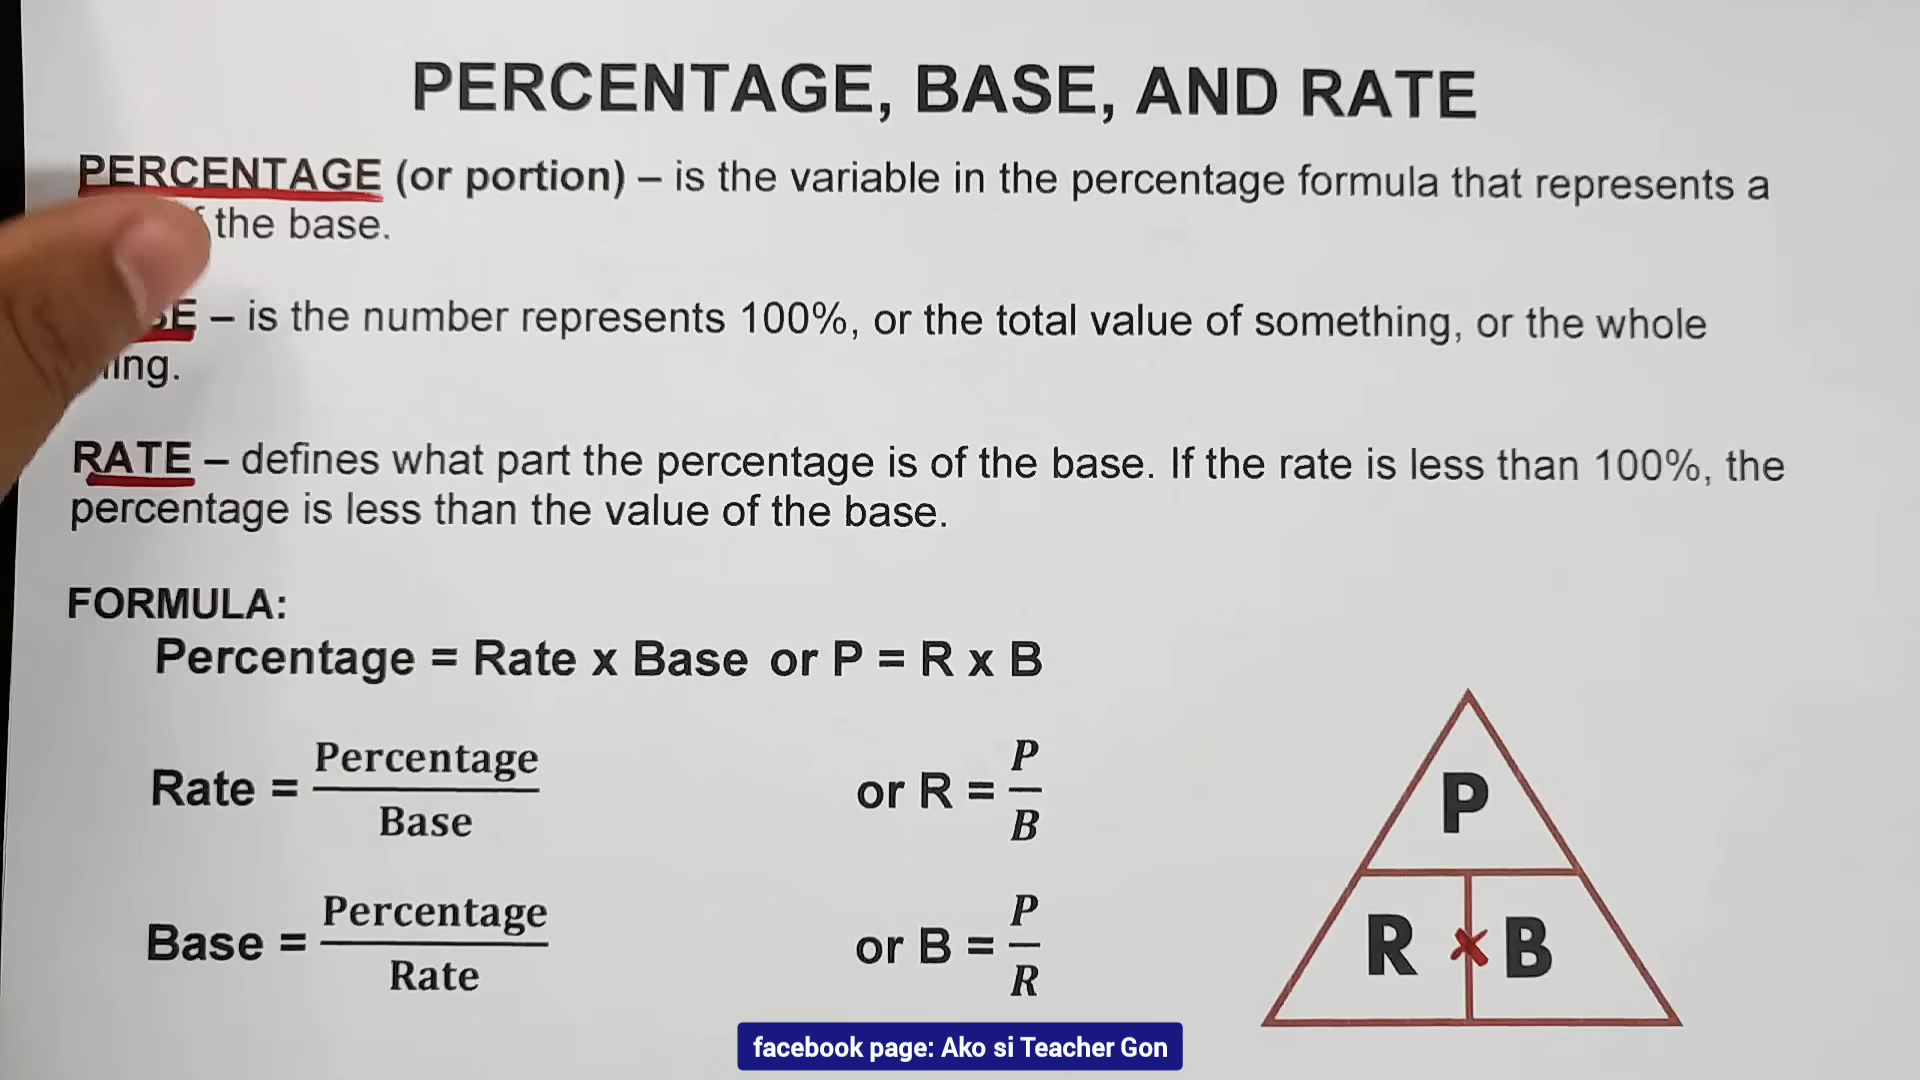 PERCENTAGE, BASE, AND RATE
PERCENTAGE (or portion) – is the variable in the percentage formula that represents a
the base.
– is the number represents 100%, or the total value of something, or the whole
RATE – defines what part the percentage is of the base. If the rate is less than 100%, the
percentage is less than the value of the base.
FORMULA:
Percentage = Rate x Base or P = R x B
Rate = Percentage / Base or R = P / B
Base = Percentage / Rate or B = P / R
P
R x B
facebook page: Ako si Teacher Gon